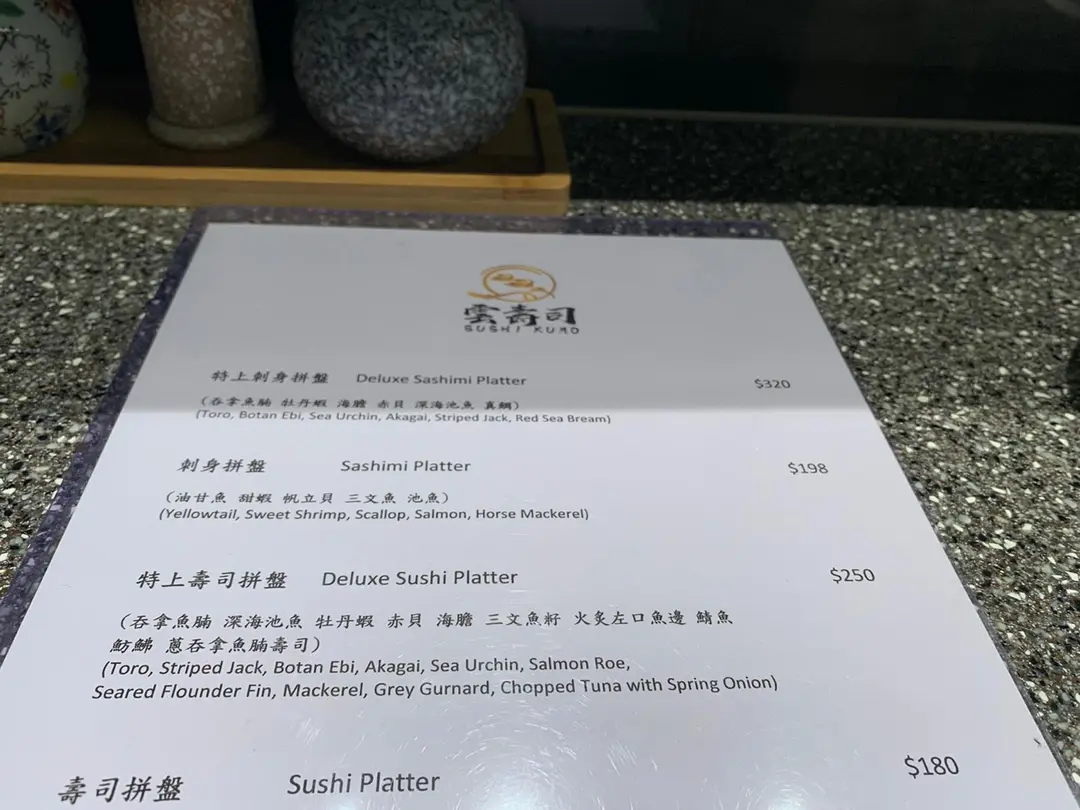 雲壽司
SUSHI KUMO
特上刺身拼盤 Deluxe Sashimi Platter $320
（吞拿魚腩 牡丹蝦 海膽 赤貝 深海池魚 真鯛）
(Toro, Botan Ebi, Sea Urchin, Akagai, Striped Jack, Red Sea Bream)
刺身拼盤 Sashimi Platter $198
（油甘魚 甜蝦 帆立貝 三文魚 池魚）
(Yellowtail, Sweet Shrimp, Scallop, Salmon, Horse Mackerel)
特上壽司拼盤 Deluxe Sushi Platter $250
（吞拿魚腩 深海池魚 牡丹蝦 赤貝 海膽 三文魚籽 火炙左口魚邊 鯖魚
魴鮄 蔥吞拿魚腩壽司）
(Toro, Striped Jack, Botan Ebi, Akagai, Sea Urchin, Salmon Roe,
Seared Flounder Fin, Mackerel, Grey Gurnard, Chopped Tuna with Spring Onion)
壽司拼盤 Sushi Platter $180